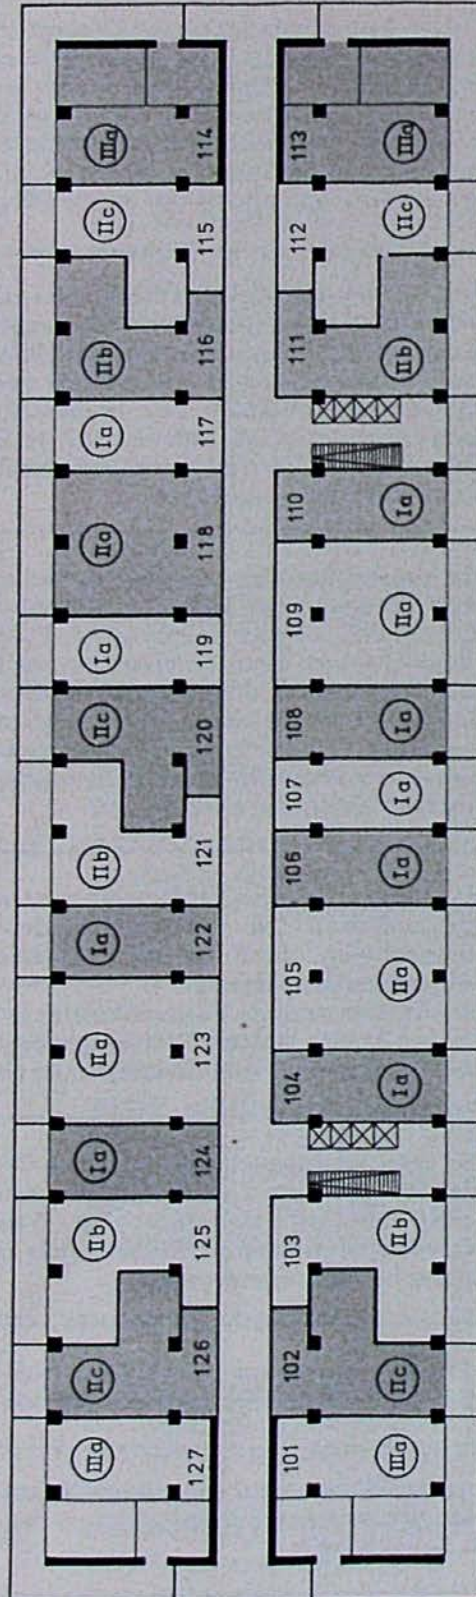 IIIa IIc IIb Ia IIa Ia IIc IIb Ia IIa Ia IIb IIc IIIa
127 126 125 124 123 122 121 120 119 118 117 116 115 114
101 102 103 104 105 106 107 108 109 110 111 112 113
IIIa IIc IIb Ia IIa Ia Ia Ia IIa Ia IIb IIc IIIa